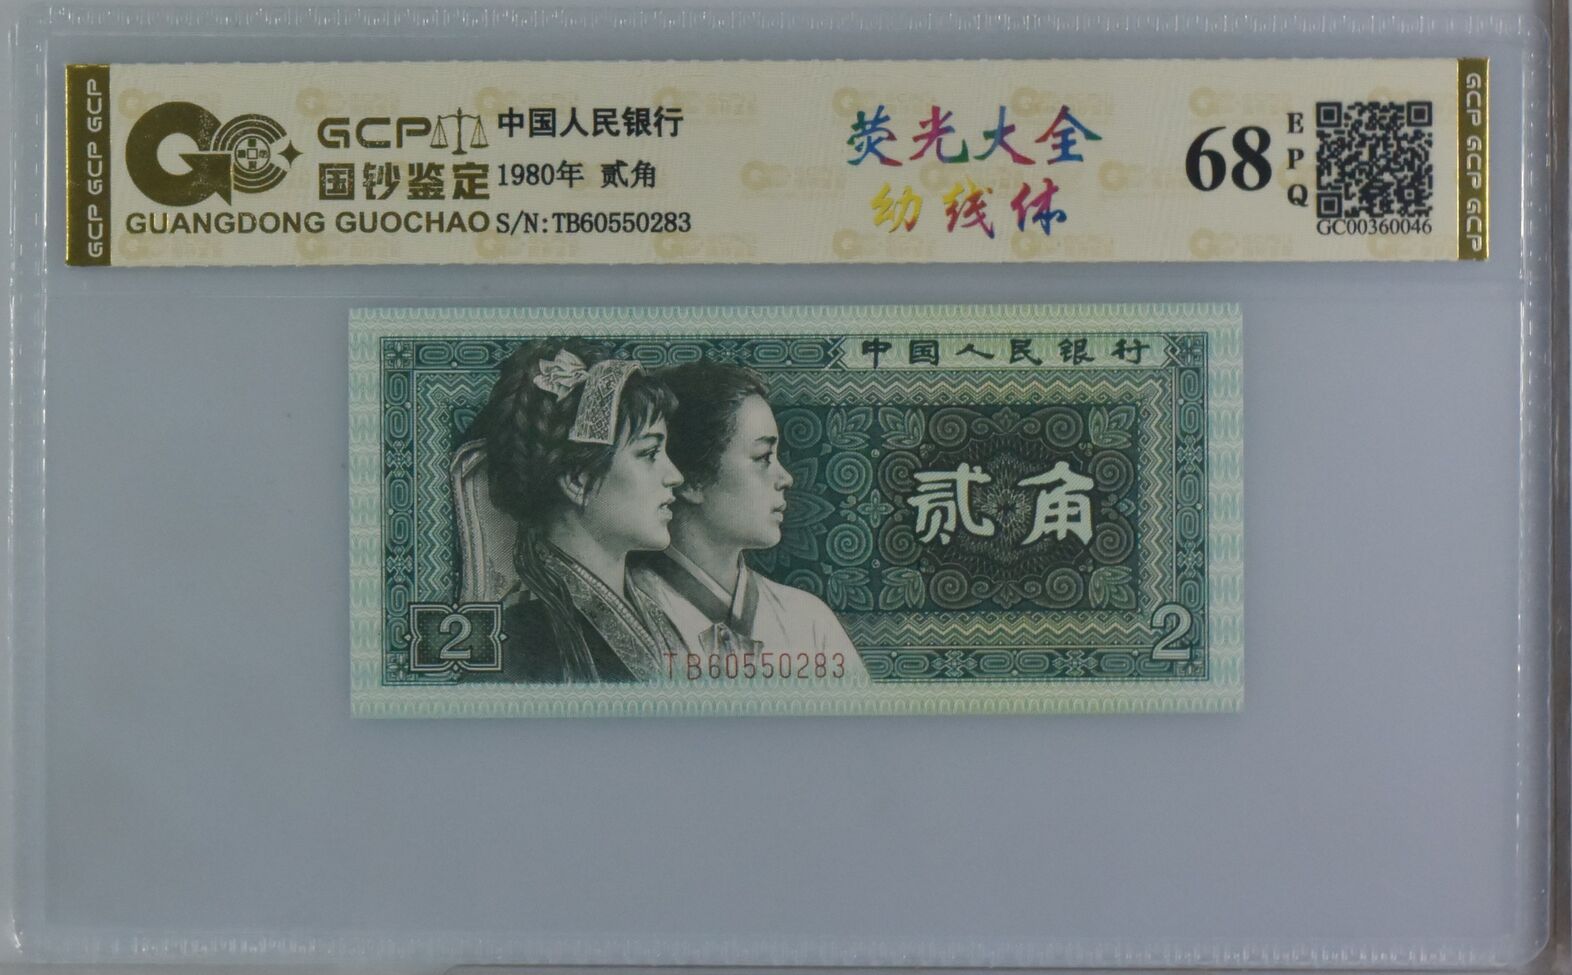 GCP GCP GCP
GCP
国钞鉴定
GUANGDONG GUOCHAO
中国人民银行
1980年 贰角
S/N:TB60550283
荧光大全
幼线体
68
EPQ
GC00360046
GCP GCP GCP
中国人民银行
贰角
2
2
TB60550283